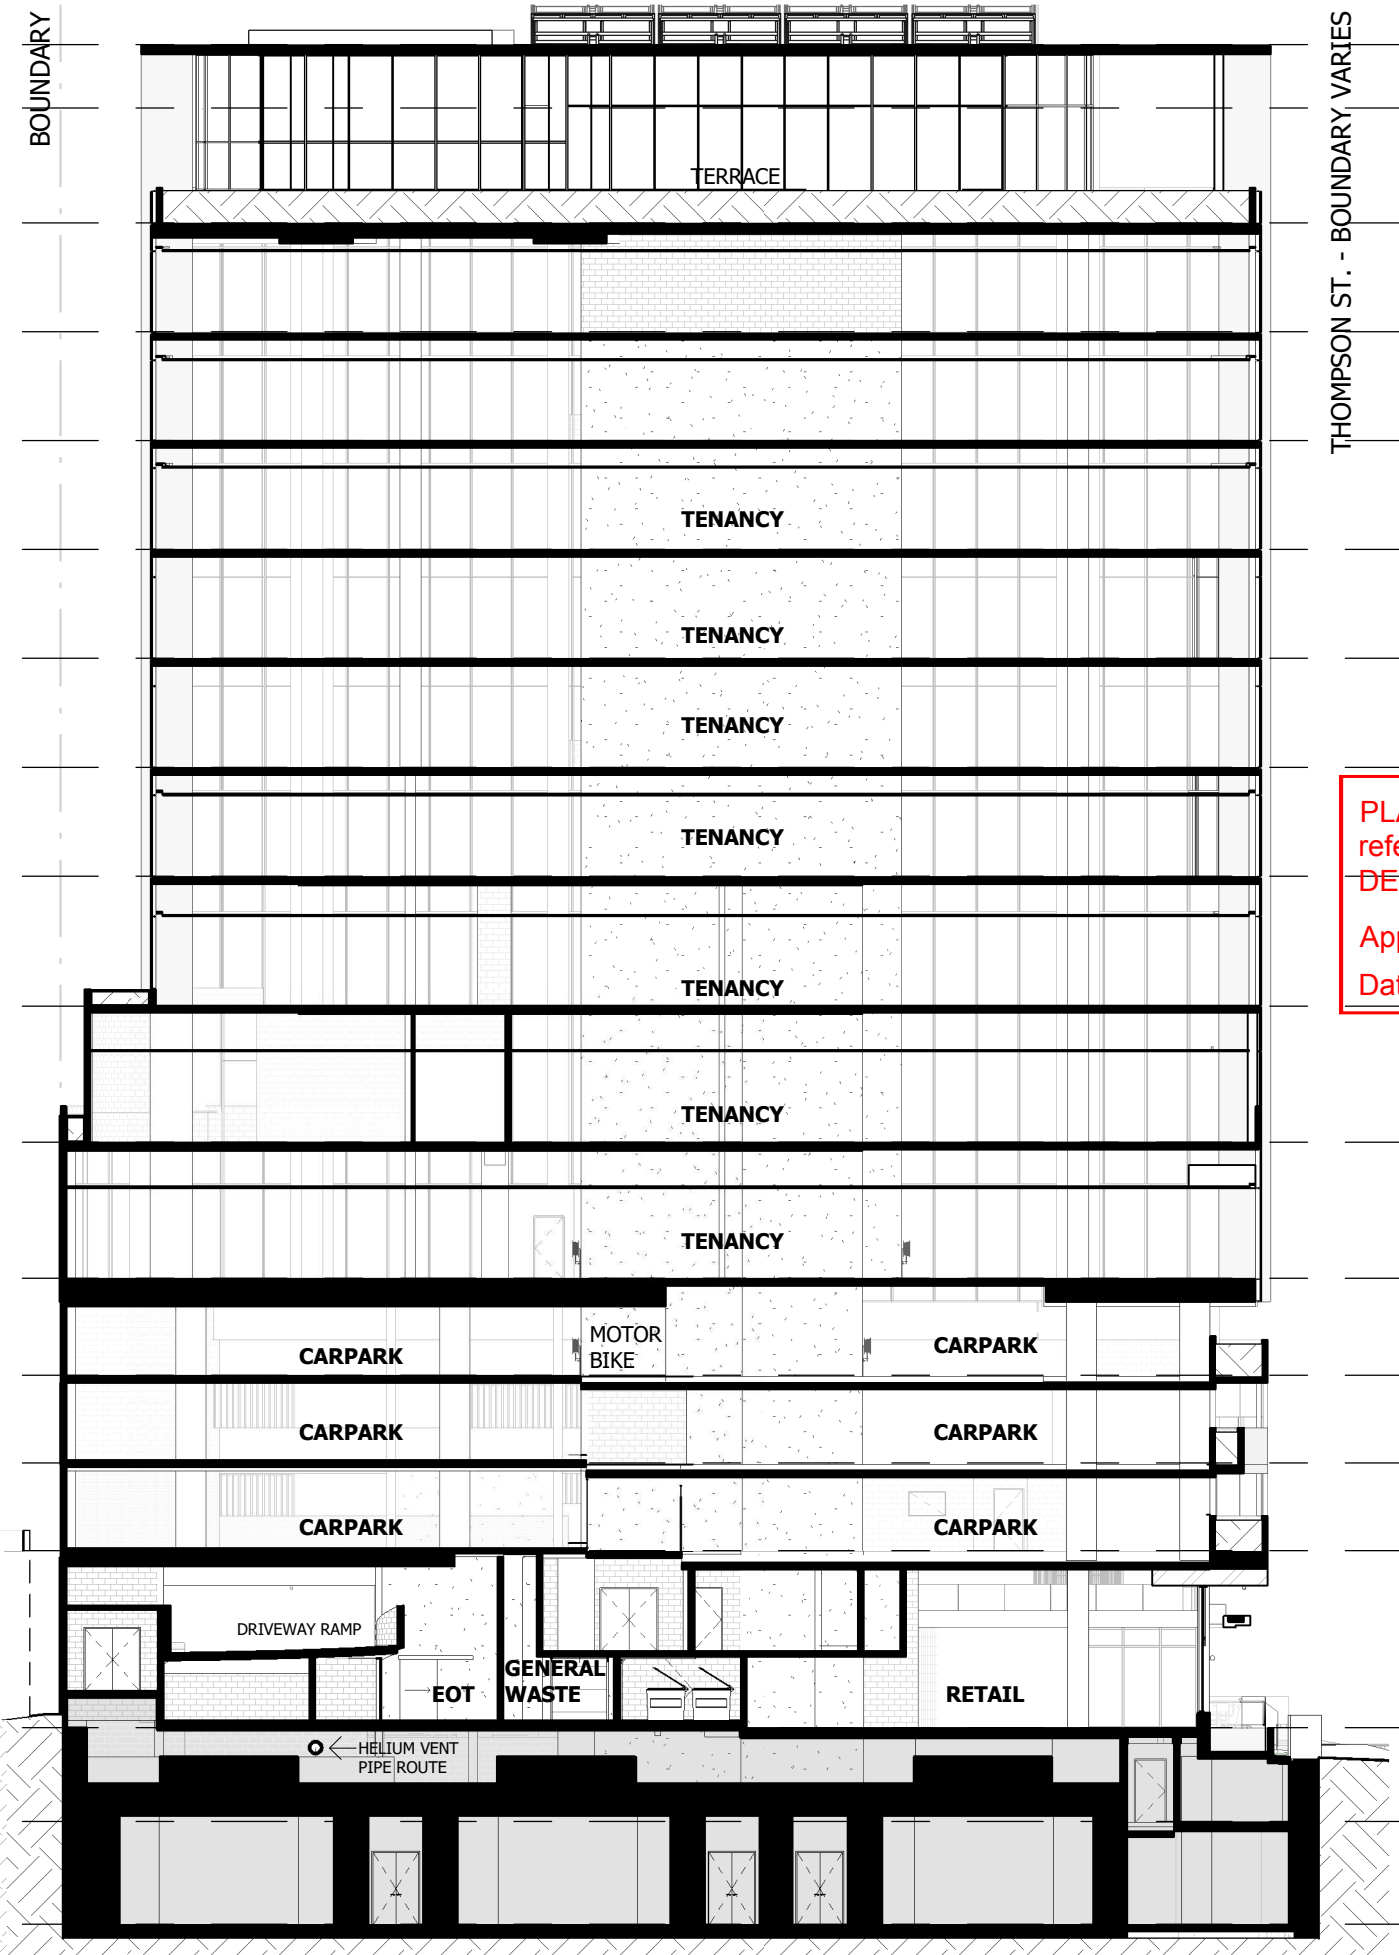 BOUNDARY
THOMPSON ST. - BOUNDARY VARIES
TERRACE
TENANCY
TENANCY
TENANCY
TENANCY
TENANCY
TENANCY
TENANCY
MOTOR
BIKE
CARPARK
CARPARK
CARPARK
CARPARK
CARPARK
CARPARK
DRIVEWAY RAMP
EOT
GENERAL
WASTE
RETAIL
HELIUM VENT
PIPE ROUTE